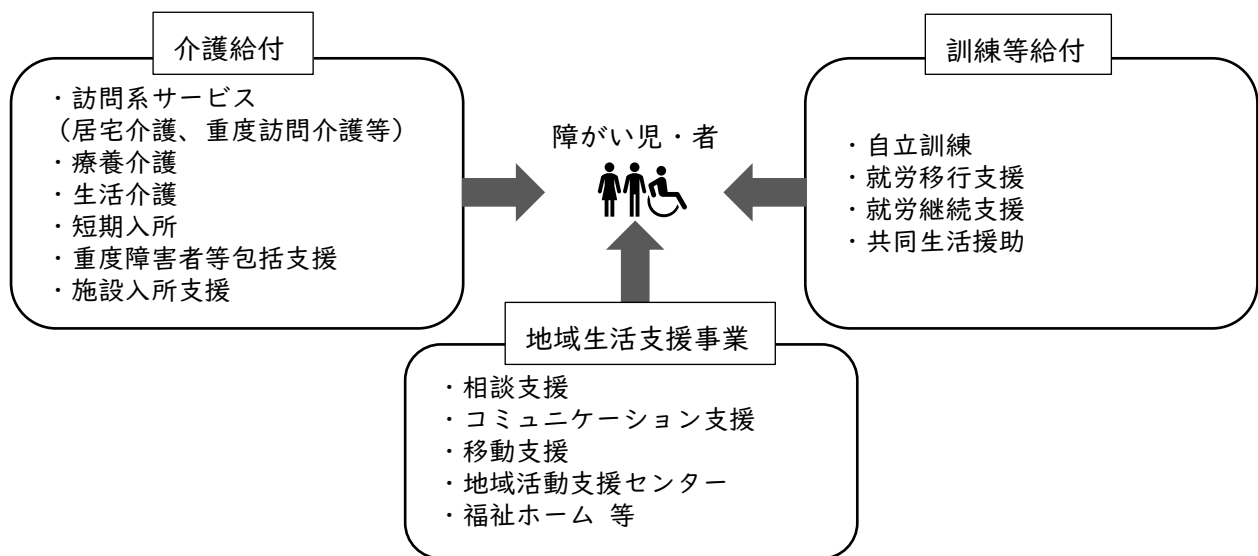 介護給付
・訪問系サービス
（居宅介護、重度訪問介護等）
・療養介護
・生活介護
・短期入所
・重度障害者等包括支援
・施設入所支援
障がい児・者
訓練等給付
・自立訓練
・就労移行支援
・就労継続支援
・共同生活援助
地域生活支援事業
・相談支援
・コミュニケーション支援
・移動支援
・地域活動支援センター
・福祉ホーム 等